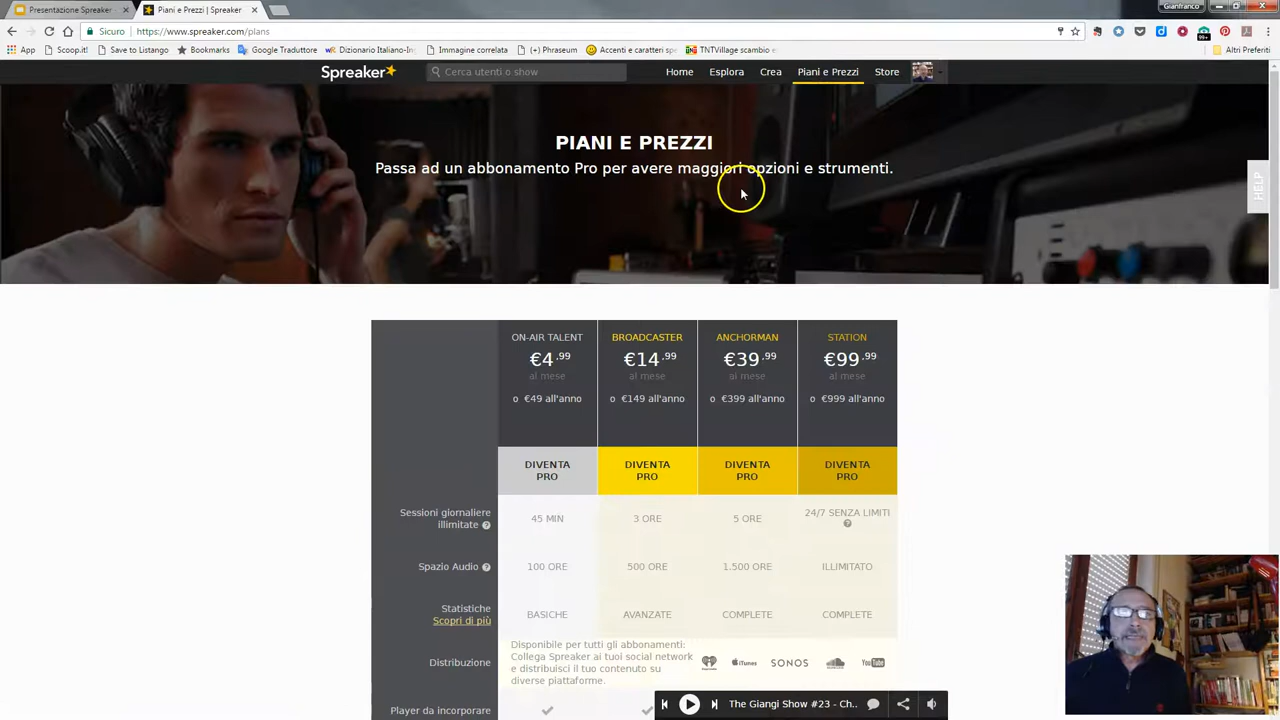 Presentazione Spreaker
Piani e Prezzi | Spreaker
Gianfranco
Sicuro
https://www.spreaker.com/plans
App
Scoop.it!
Save to Listango
Bookmarks
Google Traduttore
Dizionario Italiano-In
Immagine correlata
(+) Phraseum
Accenti e caratteri spe
TNTVillage scambio e
Altri Preferiti
99+
Spreaker
Cerca utenti o show
Home
Esplora
Crea
Piani e Prezzi
Store
PIANI E PREZZI
Passa ad un abbonamento Pro per avere maggiori opzioni e strumenti.
HELP
ON-AIR TALENT
€4.99
al mese
o €49 all'anno
DIVENTA
PRO
BROADCASTER
€14.99
al mese
o €149 all'anno
DIVENTA
PRO
ANCHORMAN
€39.99
al mese
o €399 all'anno
DIVENTA
PRO
STATION
€99.99
al mese
o €999 all'anno
DIVENTA
PRO
Sessioni giornaliere
illimitate ?
45 MIN
3 ORE
5 ORE
24/7 SENZA LIMITI
?
Spazio Audio ?
100 ORE
500 ORE
1.500 ORE
ILLIMITATO
Statistiche
Scopri di più
BASICHE
AVANZATE
COMPLETE
COMPLETE
Distribuzione
Disponibile per tutti gli abbonamenti:
Collega Spreaker ai tuoi social network
e distribuisci il tuo contenuto su
diverse piattaforme.
iTunes
SONOS
YouTube
Player da incorporare
The Giangi Show #23 - Ch..